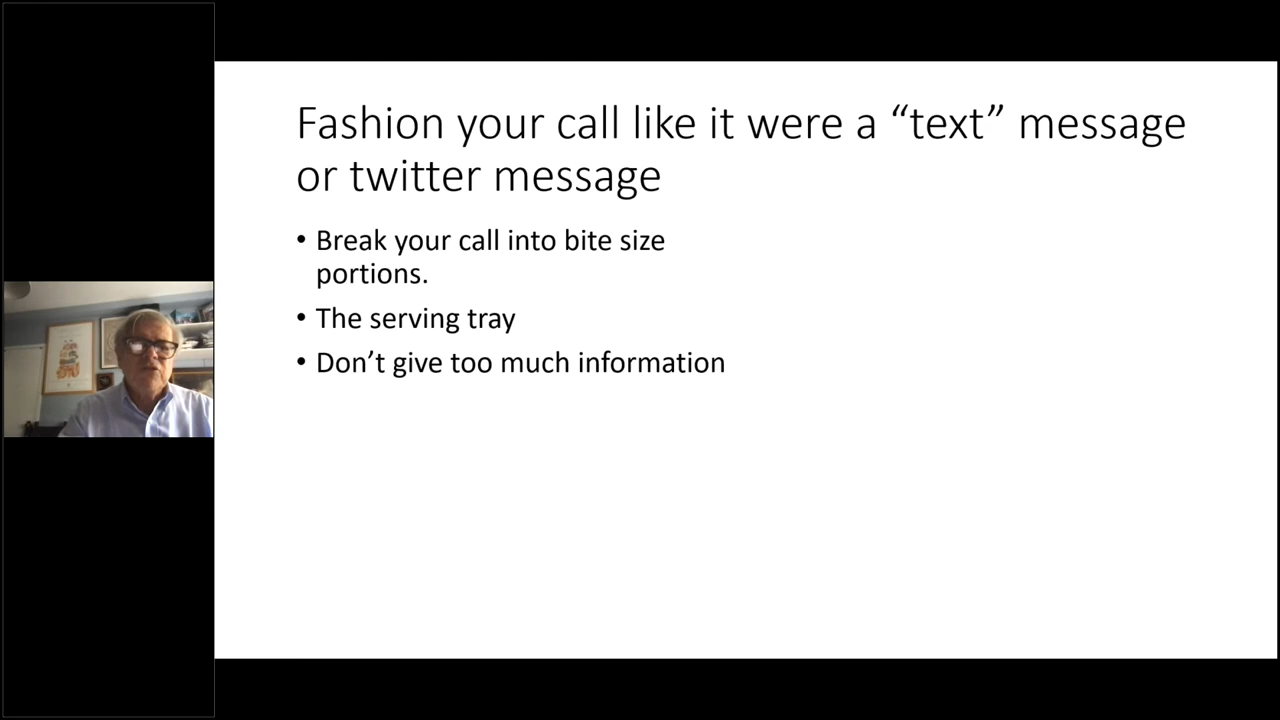 Fashion your call like it were a “text” message
or twitter message
• Break your call into bite size
portions.
• The serving tray
• Don’t give too much information